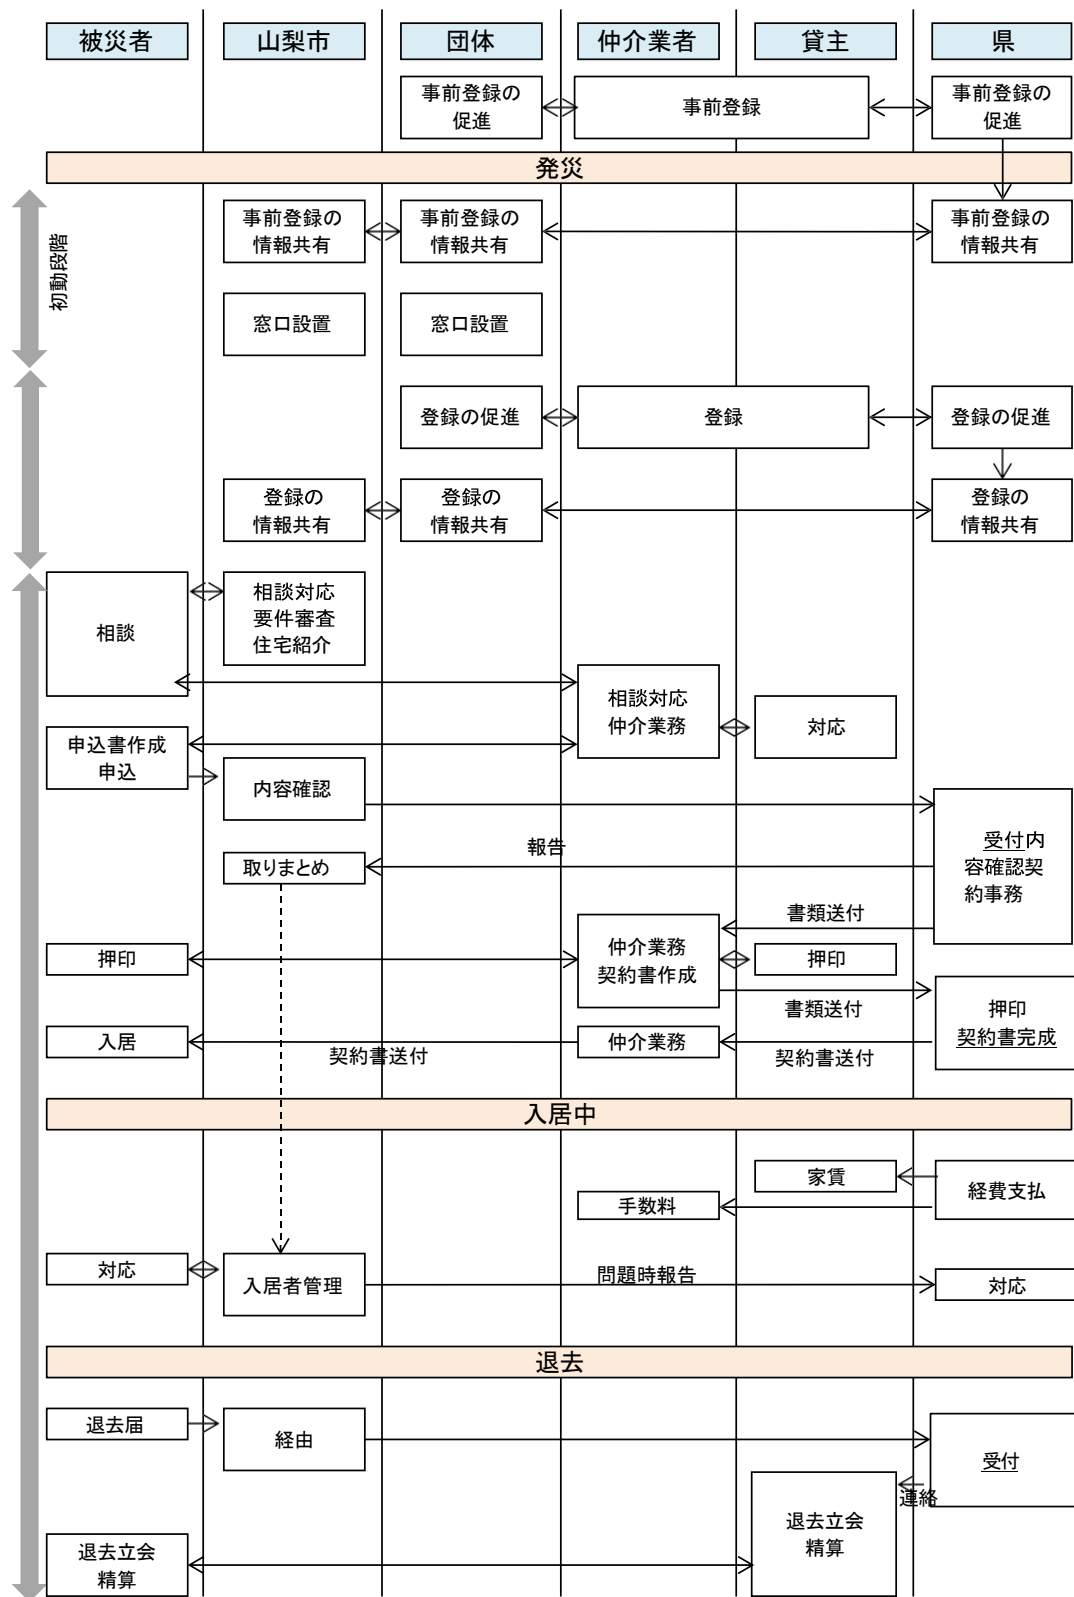 被災者
山梨市
団体
仲介業者
貸主
県
事前登録の
促進
事前登録
事前登録の
促進
発災
初動段階
事前登録の
情報共有
事前登録の
情報共有
事前登録の
情報共有
窓口設置
窓口設置
登録の促進
登録
登録の促進
登録の
情報共有
登録の
情報共有
登録の
情報共有
相談
相談対応
要件審査
住宅紹介
相談対応
仲介業務
対応
申込書作成
申込
内容確認
受付内
容確認契
約事務
報告
取りまとめ
書類送付
押印
仲介業務
契約書作成
押印
書類送付
押印
契約書完成
入居
契約書送付
仲介業務
契約書送付
入居中
家賃
経費支払
手数料
対応
入居者管理
問題時報告
対応
退去
退去届
経由
受付
連絡
退去立会
精算
退去立会
精算